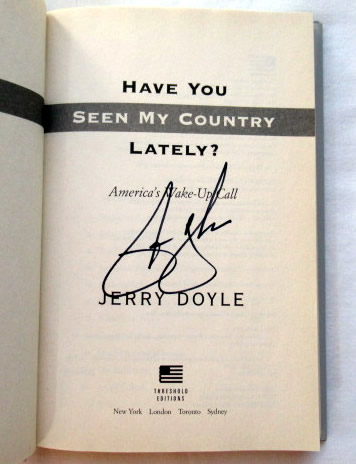 HAVE YOU
SEEN MY COUNTRY
LATELY?
America's Wake-Up Call
JERRY DOYLE
THRESHOLD
EDITIONS
New York London Toronto Sydney